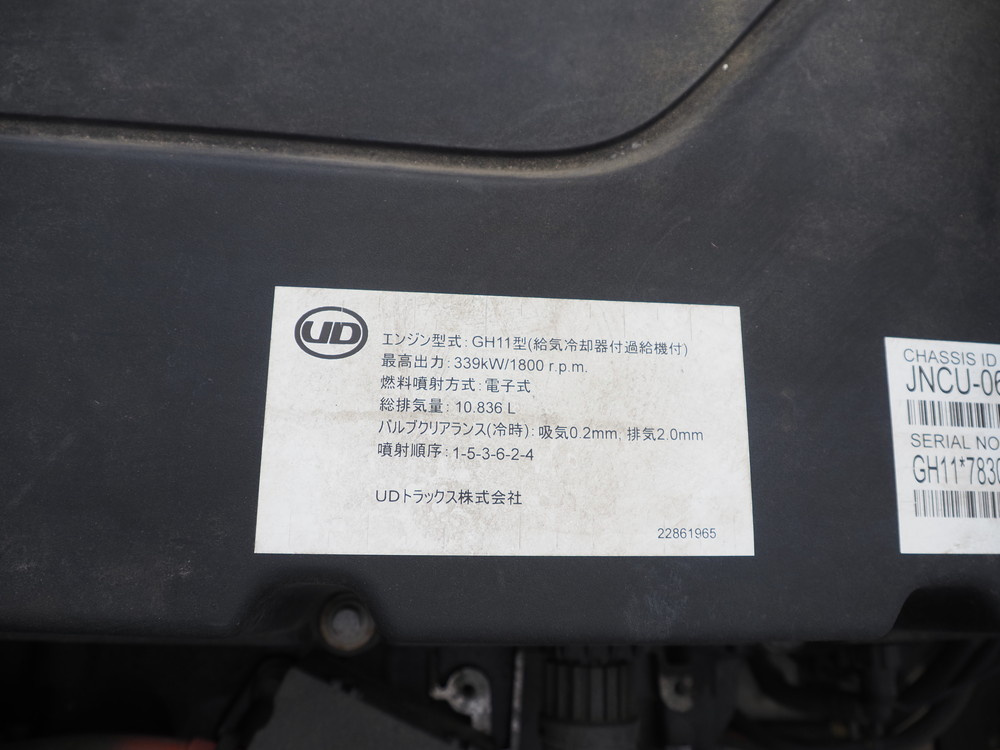 UD
エンジン型式: GH11型(給気冷却器付過給機付)
最高出力: 339kW/1800 r.p.m.
燃料噴射方式: 電子式
総排気量: 10.836 L
バルブクリアランス(冷時): 吸気0.2mm, 排気2.0mm
噴射順序: 1-5-3-6-2-4
UDトラックス株式会社
22861965
CHASSIS ID
JNCU-06
SERIAL NO
GH11*7830